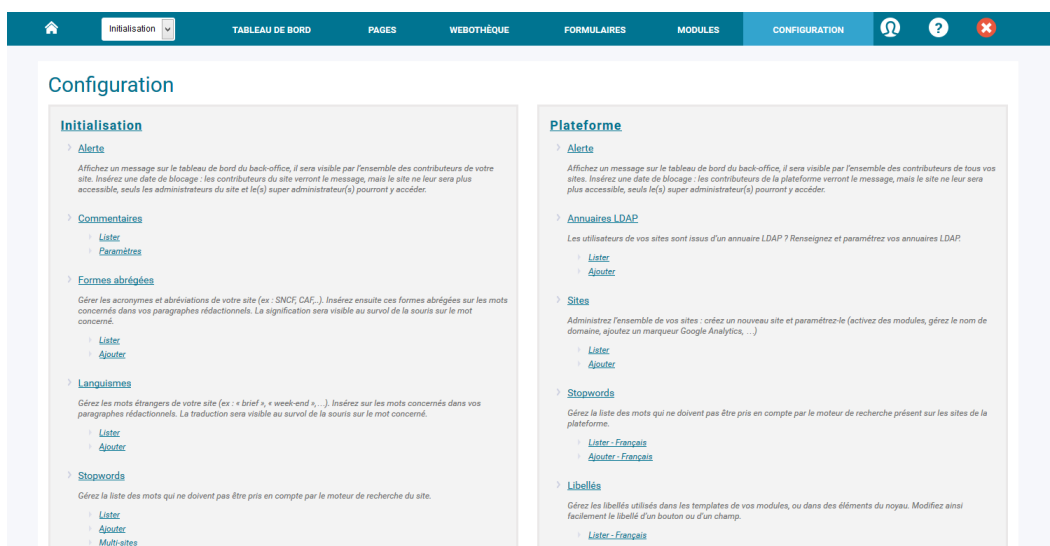 Initialisation
TABLEAU DE BORD
PAGES
WEBOTHÈQUE
FORMULAIRES
MODULES
CONFIGURATION
?
Configuration
Initialisation
Alerte
Affichez un message sur le tableau de bord du back-office, il sera visible par l'ensemble des contributeurs de votre
site. Insérez une date de blocage : les contributeurs du site verront le message, mais le site ne leur sera plus
accessible, seuls les administrateurs du site et le(s) super administrateur(s) pourront y accéder.
Commentaires
Lister
Paramètres
Formes abrégées
Gérer les acronymes et abréviations de votre site (ex : SNCF, CAF,..). Insérez ensuite ces formes abrégées sur les mots
concernés dans vos paragraphes rédactionnels. La signification sera visible au survol de la souris sur le mot
concerné.
Lister
Ajouter
Languismes
Gérez les mots étrangers de votre site (ex : « brief », « week-end »,...). Insérez sur les mots concernés dans vos
paragraphes rédactionnels. La traduction sera visible au survol de la souris sur le mot concerné.
Lister
Ajouter
Stopwords
Gérez la liste des mots qui ne doivent pas être pris en compte par le moteur de recherche du site.
Lister
Ajouter
Multi-sites
Plateforme
Alerte
Affichez un message sur le tableau de bord du back-office, il sera visible par l'ensemble des contributeurs de tous vos
sites. Insérez une date de blocage : les contributeurs de la plateforme verront le message, mais le site ne leur sera
plus accessible, seuls le(s) super administrateur(s) pourront y accéder.
Annuaires LDAP
Les utilisateurs de vos sites sont issus d'un annuaire LDAP ? Renseignez et paramétrez vos annuaires LDAP.
Lister
Ajouter
Sites
Administrez l'ensemble de vos sites : créez un nouveau site et paramétrez-le (activez des modules, gérez le nom de
domaine, ajoutez un marqueur Google Analytics, ...)
Lister
Ajouter
Stopwords
Gérez la liste des mots qui ne doivent pas être pris en compte par le moteur de recherche présent sur les sites de la
plateforme.
Lister - Français
Ajouter - Français
Libellés
Gérez les libellés utilisés dans les templates de vos modules, ou dans des éléments du noyau. Modifiez ainsi
facilement le libellé d'un bouton ou d'un champ.
Lister - Français